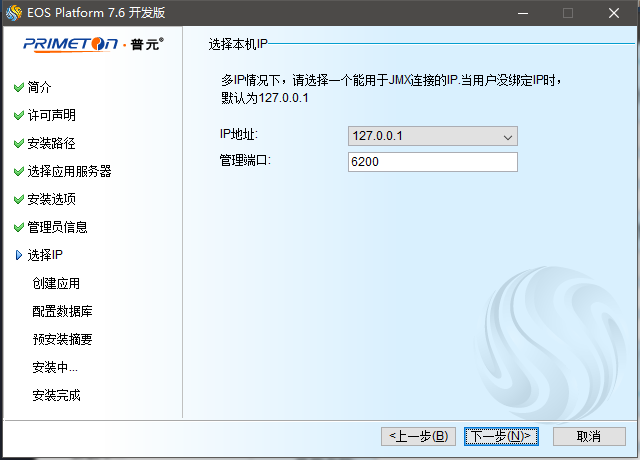 EOS Platform 7.6 开发版
PRIMETON·普元®
简介
许可声明
安装路径
选择应用服务器
安装选项
管理员信息
选择IP
创建应用
配置数据库
预安装摘要
安装中...
安装完成
选择本机IP
多IP情况下，请选择一个能用于JMX连接的IP.当用户没绑定IP时，
默认为127.0.0.1
IP地址: 127.0.0.1
管理端口: 6200
<上一步(B) 下一步(N)> 取消